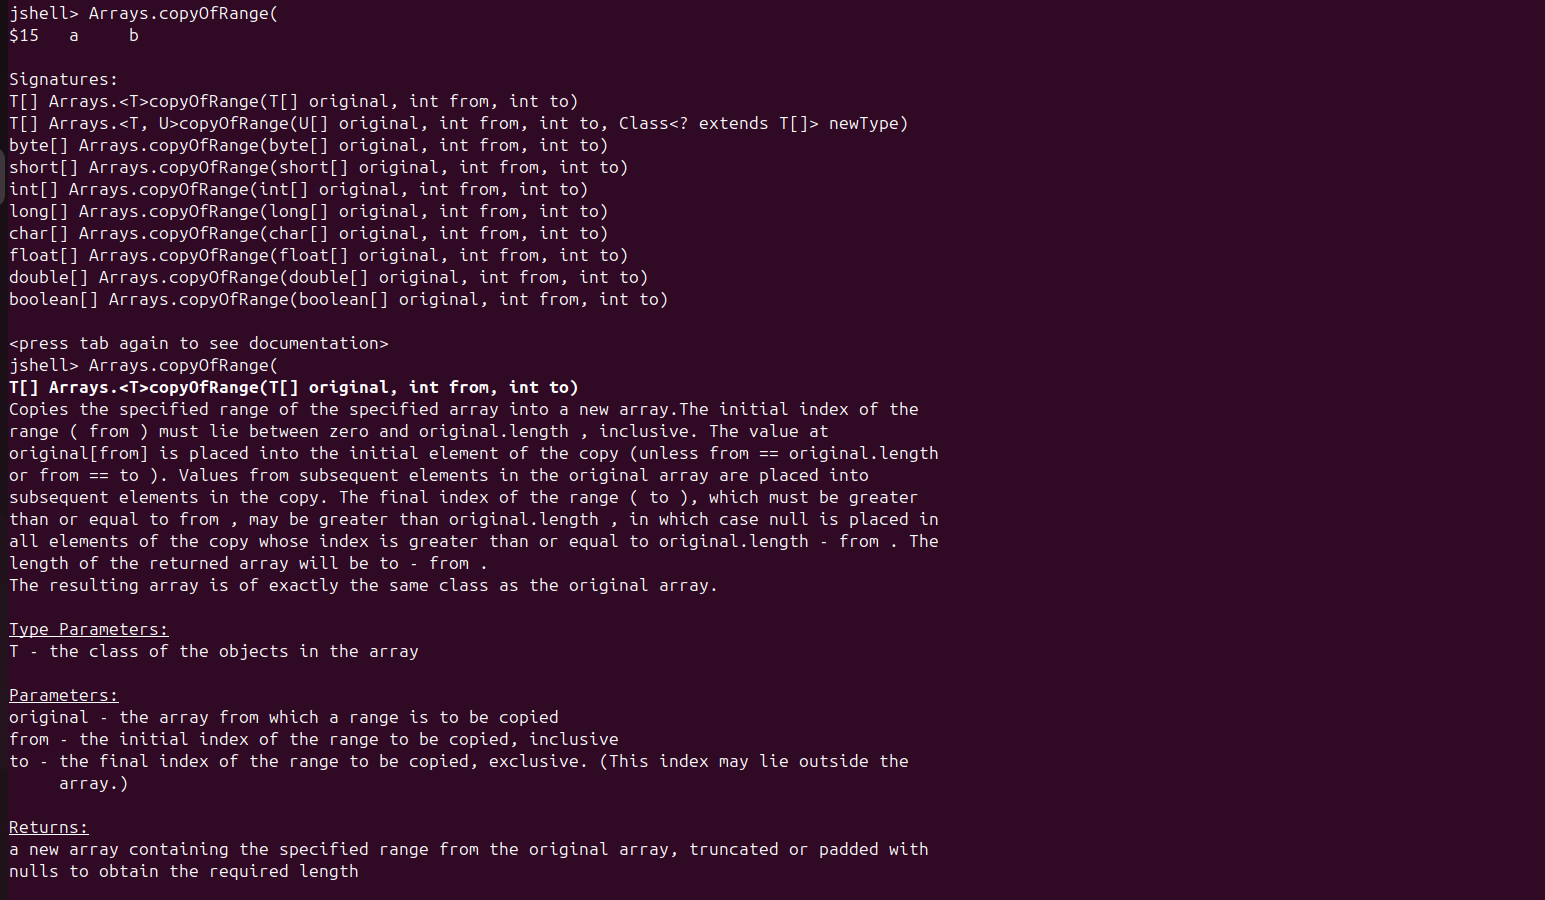 jshell> Arrays.copyOfRange(
$15   a     b
Signatures:
T[] Arrays.<T>copyOfRange(T[] original, int from, int to)
T[] Arrays.<T, U>copyOfRange(U[] original, int from, int to, Class<? extends T[]> newType)
byte[] Arrays.copyOfRange(byte[] original, int from, int to)
short[] Arrays.copyOfRange(short[] original, int from, int to)
int[] Arrays.copyOfRange(int[] original, int from, int to)
long[] Arrays.copyOfRange(long[] original, int from, int to)
char[] Arrays.copyOfRange(char[] original, int from, int to)
float[] Arrays.copyOfRange(float[] original, int from, int to)
double[] Arrays.copyOfRange(double[] original, int from, int to)
boolean[] Arrays.copyOfRange(boolean[] original, int from, int to)
<press tab again to see documentation>
jshell> Arrays.copyOfRange(
T[] Arrays.<T>copyOfRange(T[] original, int from, int to)
Copies the specified range of the specified array into a new array.The initial index of the
range ( from ) must lie between zero and original.length , inclusive. The value at
original[from] is placed into the initial element of the copy (unless from == original.length
or from == to ). Values from subsequent elements in the original array are placed into
subsequent elements in the copy. The final index of the range ( to ), which must be greater
than or equal to from , may be greater than original.length , in which case null is placed in
all elements of the copy whose index is greater than or equal to original.length - from . The
length of the returned array will be to - from .
The resulting array is of exactly the same class as the original array.
Type Parameters:
T - the class of the objects in the array
Parameters:
original - the array from which a range is to be copied
from - the initial index of the range to be copied, inclusive
to - the final index of the range to be copied, exclusive. (This index may lie outside the
     array.)
Returns:
a new array containing the specified range from the original array, truncated or padded with
nulls to obtain the required length